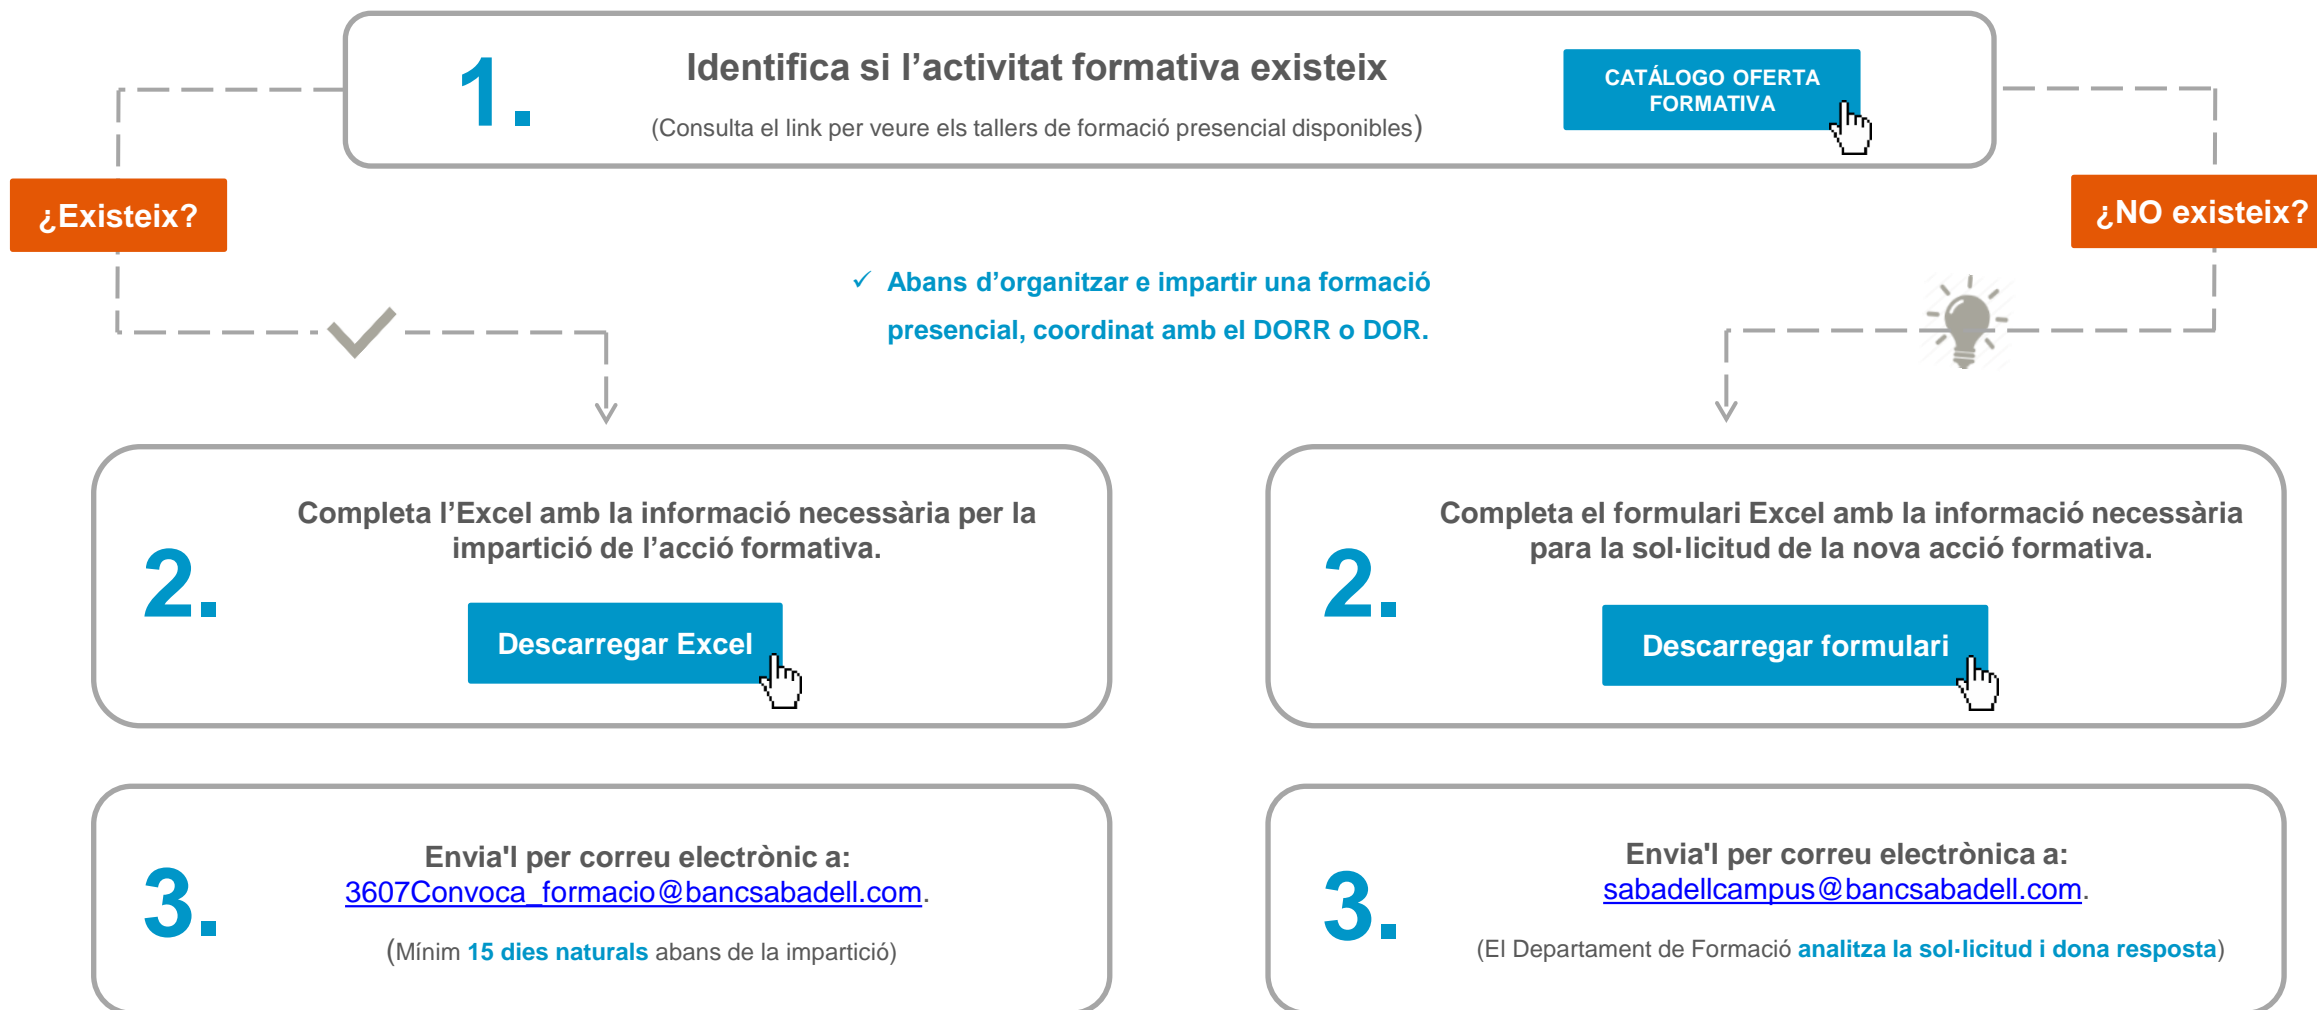 1.
Identifica si l’activitat formativa existeix
(Consulta el link per veure els tallers de formació presencial disponibles)
CATÁLOGO OFERTA
FORMATIVA
¿Existeix?
¿NO existeix?
✓ Abans d’organitzar e impartir una formació
presencial, coordinat amb el DORR o DOR.
2.
Completa l’Excel amb la informació necessària per la
impartició de l’acció formativa.
Descarregar Excel
2.
Completa el formulari Excel amb la informació necessària
para la sol·licitud de la nova acció formativa.
Descarregar formulari
3.
Envia'l per correu electrònic a:
3607Convoca_formacio@bancsabadell.com.
(Mínim 15 dies naturals abans de la impartició)
3.
Envia'l per correu electrònica a:
sabadellcampus@bancsabadell.com.
(El Departament de Formació analitza la sol·licitud i dona resposta)